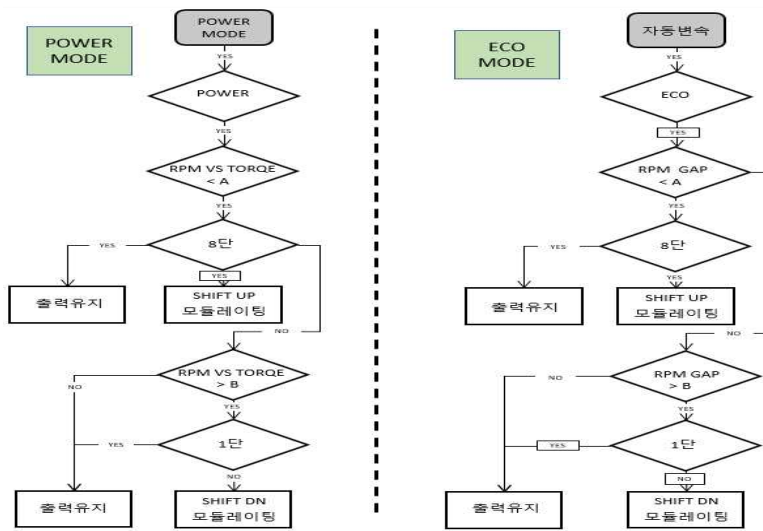 POWER
MODE
POWER
MODE
YES
POWER
YES
RPM VS TORQE
< A
YES
8단
YES
YES
출력유지
SHIFT UP
모듈레이팅
NO
RPM VS TORQE
> B
NO
YES
1단
YES
NO
출력유지
SHIFT DN
모듈레이팅
ECO
MODE
자동변속
YES
ECO
YES
RPM GAP
< A
YES
8단
YES
YES
출력유지
SHIFT UP
모듈레이팅
NO
RPM GAP
> B
NO
YES
1단
YES
NO
출력유지
SHIFT DN
모듈레이팅